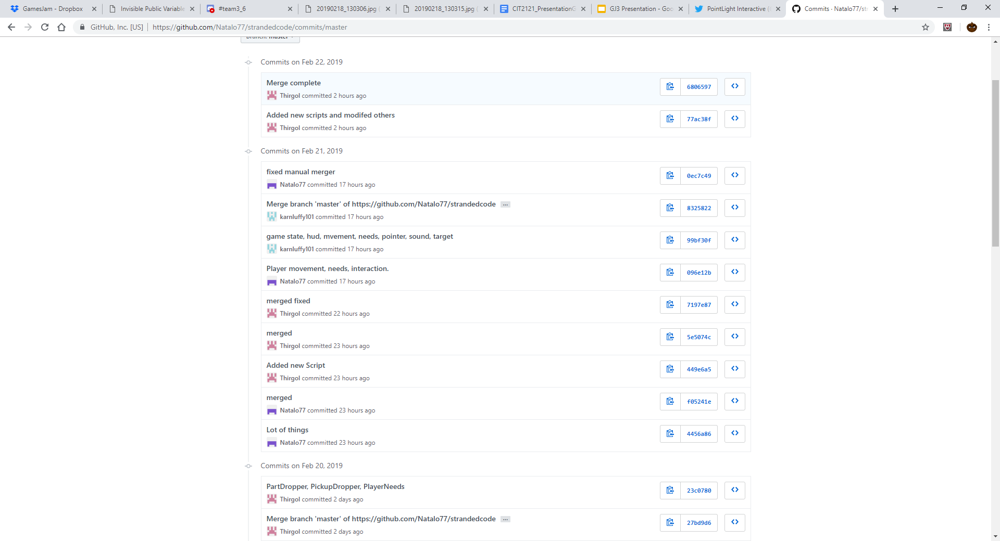 GamesJam - Dropbox
Invisible Public Variable
#team3_6
20190218_130306.jpg (
20190218_130315.jpg (
CIT2121_PresentationG
GJ3 Presentation - Goo
PointLight Interactive (
Commits · Natalo77/str
GitHub, Inc. [US]
https://github.com/Natalo77/strandedcode/commits/master
Branch: master
Commits on Feb 22, 2019
Merge complete
Thirgol committed 2 hours ago
6806597
Added new scripts and modifed others
Thirgol committed 2 hours ago
77ac38f
Commits on Feb 21, 2019
fixed manual merger
Natalo77 committed 17 hours ago
0ec7c49
Merge branch 'master' of https://github.com/Natalo77/strandedcode ...
karnluffy101 committed 17 hours ago
8325822
game state, hud, mvement, needs, pointer, sound, target
karnluffy101 committed 17 hours ago
99bf30f
Player movement, needs, interaction.
Natalo77 committed 17 hours ago
096e12b
merged fixed
Thirgol committed 22 hours ago
7197e87
merged
Thirgol committed 23 hours ago
5e5074c
Added new Script
Thirgol committed 23 hours ago
449e6a5
merged
Natalo77 committed 23 hours ago
f05241e
Lot of things
Natalo77 committed 23 hours ago
4456a86
Commits on Feb 20, 2019
PartDropper, PickupDropper, PlayerNeeds
Thirgol committed 2 days ago
23c0780
Merge branch 'master' of https://github.com/Natalo77/strandedcode ...
Thirgol committed 2 days ago
27bd9d6